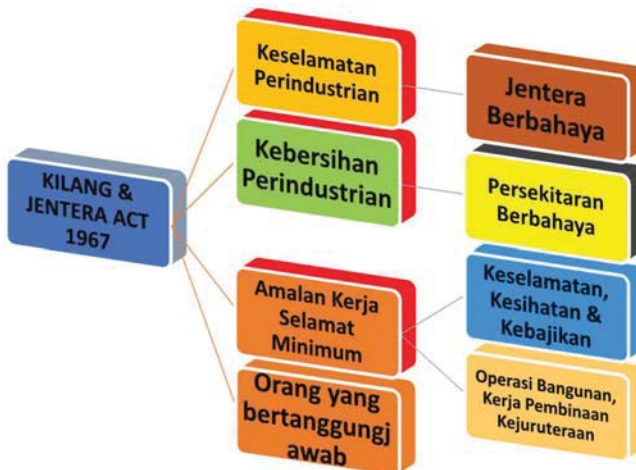 KILANG &
JENTERA ACT
1967
Keselamatan
Perindustrian
Jentera
Berbahaya
Kebersihan
Perindustrian
Persekitaran
Berbahaya
Amalan Kerja
Selamat
Minimum
Keselamatan,
Kesihatan &
Kebajikan
Operasi Bangunan,
Kerja Pembinaan
Kejuruteraan
Orang yang
bertanggungj
awab